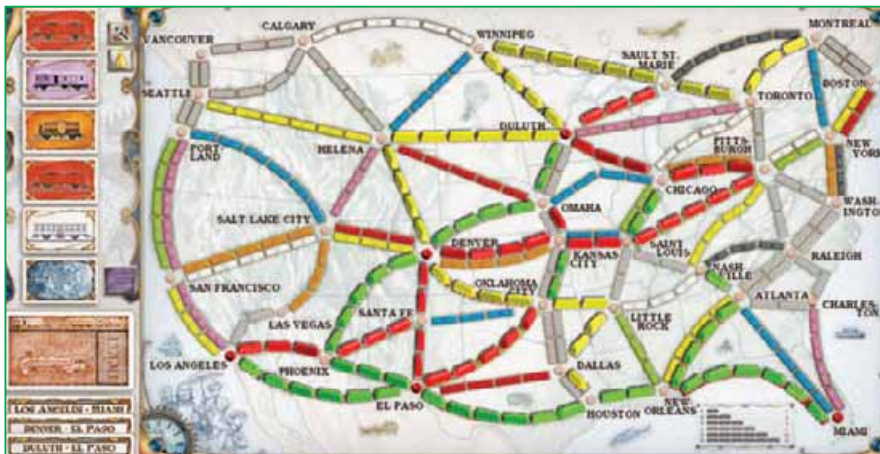 CALGARY
WINNIPEG
MONTREAL
VANCOUVER
SAULT ST.
MARIE
SEATTLE
BOSTON
TORONTO
DULUTH
PORT-
LAND
HELENA
PITTS-
BURGH
NEW
YORK
CHICAGO
SALT LAKE CITY
OMAHA
WASH-
INGTON
DENVER
KANSAS
CITY
SAINT
LOUIS
RALEIGH
SAN FRANCISCO
OKLAHOMA
CITY
NASH-
VILLE
ATLANTA
SANTA FE
LAS VEGAS
LITTLE
ROCK
CHARLES-
TON
LOS ANGELES
PHOENIX
DALLAS
EL PASO
HOUSTON
NEW-
ORLEANS
MIAMI
LOS ANGELES - MIAMI
DENVER - EL PASO
DULUTH - EL PASO